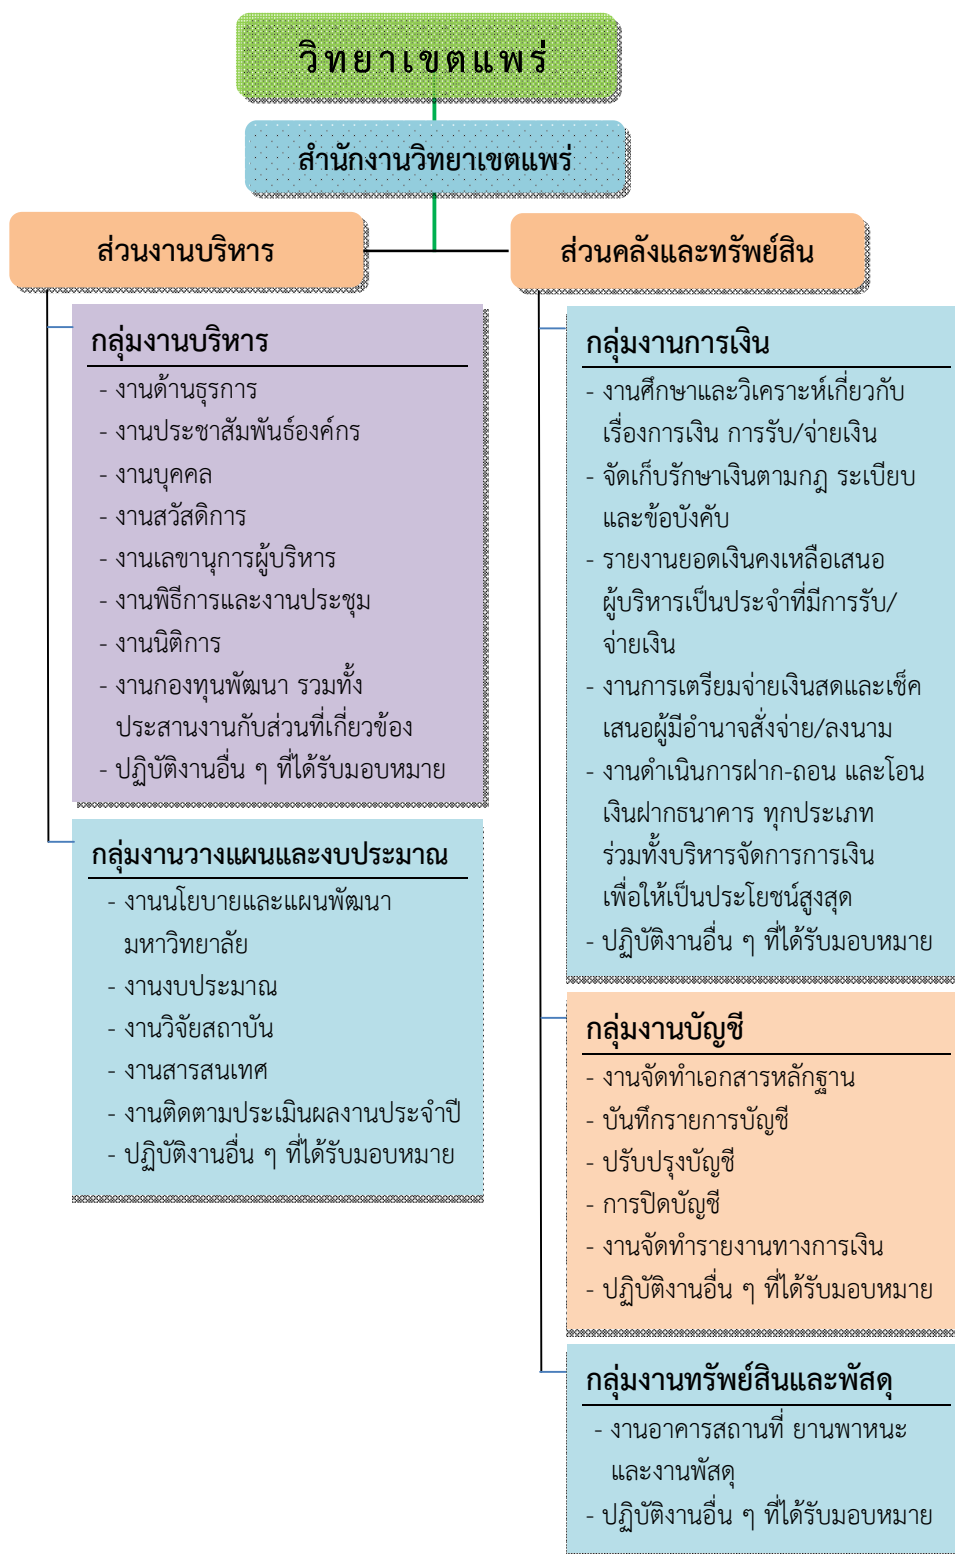 วิทยาเขตแพร่
สำนักงานวิทยาเขตแพร่
ส่วนงานบริหาร
กลุ่มงานบริหาร
- งานด้านธุรการ
- งานประชาสัมพันธ์องค์กร
- งานบุคคล
- งานสวัสดิการ
- งานเลขานุการผู้บริหาร
- งานพิธีการและงานประชุม
- งานนิติการ
- งานกองทุนพัฒนา รวมทั้ง
ประสานงานกับส่วนที่เกี่ยวข้อง
- ปฏิบัติงานอื่น ๆ ที่ได้รับมอบหมาย
กลุ่มงานวางแผนและงบประมาณ
- งานนโยบายและแผนพัฒนา
มหาวิทยาลัย
- งานงบประมาณ
- งานวิจัยสถาบัน
- งานสารสนเทศ
- งานติดตามประเมินผลงานประจำปี
- ปฏิบัติงานอื่น ๆ ที่ได้รับมอบหมาย
ส่วนคลังและทรัพย์สิน
กลุ่มงานการเงิน
- งานศึกษาและวิเคราะห์เกี่ยวกับ
เรื่องการเงิน การรับ/จ่ายเงิน
- จัดเก็บรักษาเงินตามกฎ ระเบียบ
และข้อบังคับ
- รายงานยอดเงินคงเหลือเสนอ
ผู้บริหารเป็นประจำที่มีการรับ/
จ่ายเงิน
- งานการเตรียมจ่ายเงินสดและเช็ค
เสนอผู้มีอำนาจสั่งจ่าย/ลงนาม
- งานดำเนินการฝาก-ถอน และโอน
เงินฝากธนาคาร ทุกประเภท
ร่วมทั้งบริหารจัดการการเงิน
เพื่อให้เป็นประโยชน์สูงสุด
- ปฏิบัติงานอื่น ๆ ที่ได้รับมอบหมาย
กลุ่มงานบัญชี
- งานจัดทำเอกสารหลักฐาน
- บันทึกรายการบัญชี
- ปรับปรุงบัญชี
- การปิดบัญชี
- งานจัดทำรายงานทางการเงิน
- ปฏิบัติงานอื่น ๆ ที่ได้รับมอบหมาย
กลุ่มงานทรัพย์สินและพัสดุ
- งานอาคารสถานที่ ยานพาหนะ
และงานพัสดุ
- ปฏิบัติงานอื่น ๆ ที่ได้รับมอบหมาย